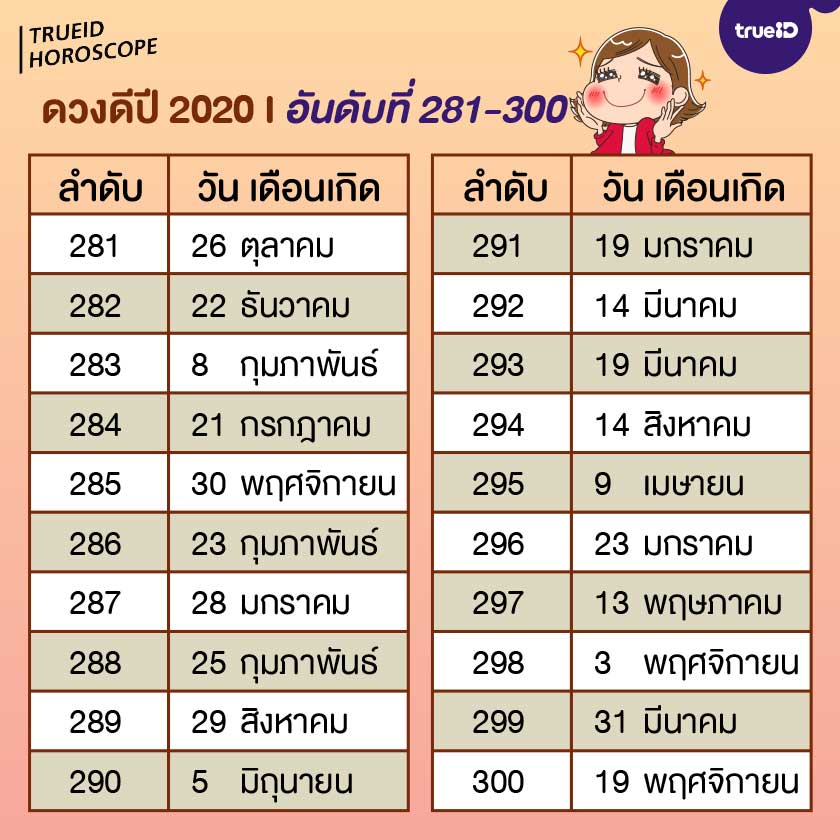 TRUEID
HOROSCOPE
trueID
ดวงดีปี 2020 I อันดับที่ 281-300
ลำดับ วัน เดือนเกิด
281 26 ตุลาคม
282 22 ธันวาคม
283 8 กุมภาพันธ์
284 21 กรกฎาคม
285 30 พฤศจิกายน
286 23 กุมภาพันธ์
287 28 มกราคม
288 25 กุมภาพันธ์
289 29 สิงหาคม
290 5 มิถุนายน
ลำดับ วัน เดือนเกิด
291 19 มกราคม
292 14 มีนาคม
293 19 มีนาคม
294 14 สิงหาคม
295 9 เมษายน
296 23 มกราคม
297 13 พฤษภาคม
298 3 พฤศจิกายน
299 31 มีนาคม
300 19 พฤศจิกายน